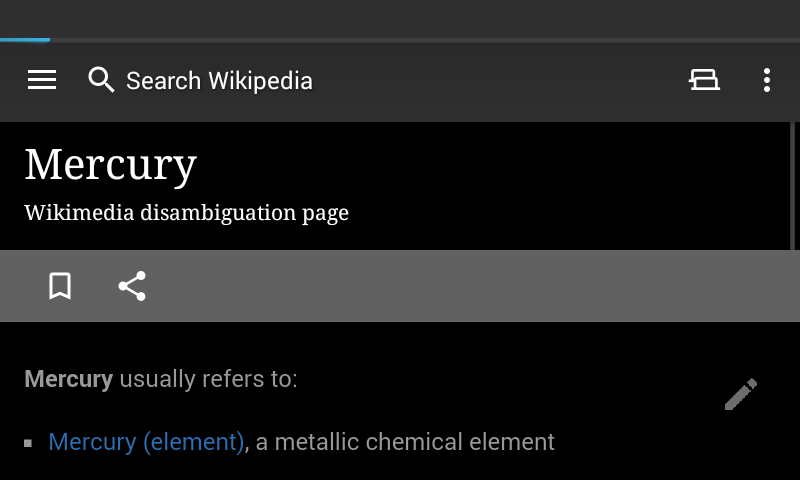 Search Wikipedia
Mercury
Wikimedia disambiguation page
Mercury usually refers to:
▪ Mercury (element), a metallic chemical element